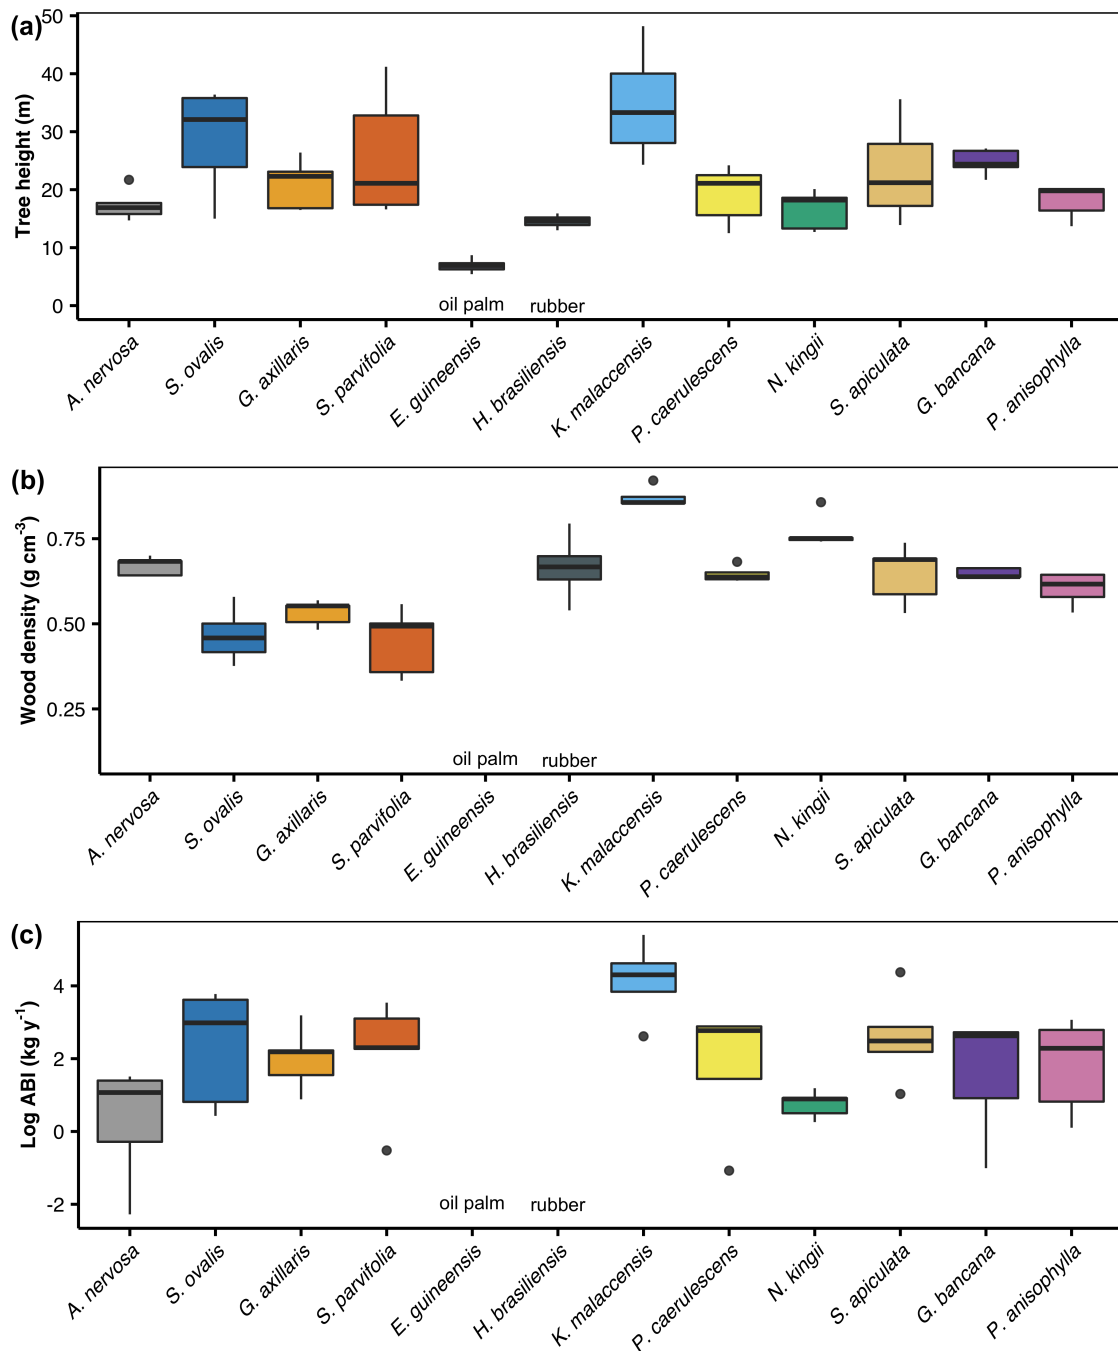 (a)
Tree height (m)
50
40
30
20
10
0
oil palm rubber
A. nervosa S. ovalis G. axillaris S. parvifolia E. guineensis H. brasiliensis K. malaccensis P. caerulescens N. kingii S. apiculata G. bancana P. anisophylla
(b)
Wood density (g cm-3)
0.75
0.50
0.25
oil palm rubber
A. nervosa S. ovalis G. axillaris S. parvifolia E. guineensis H. brasiliensis K. malaccensis P. caerulescens N. kingii S. apiculata G. bancana P. anisophylla
(c)
Log ABI (kg y-1)
4
2
0
-2
oil palm rubber
A. nervosa S. ovalis G. axillaris S. parvifolia E. guineensis H. brasiliensis K. malaccensis P. caerulescens N. kingii S. apiculata G. bancana P. anisophylla